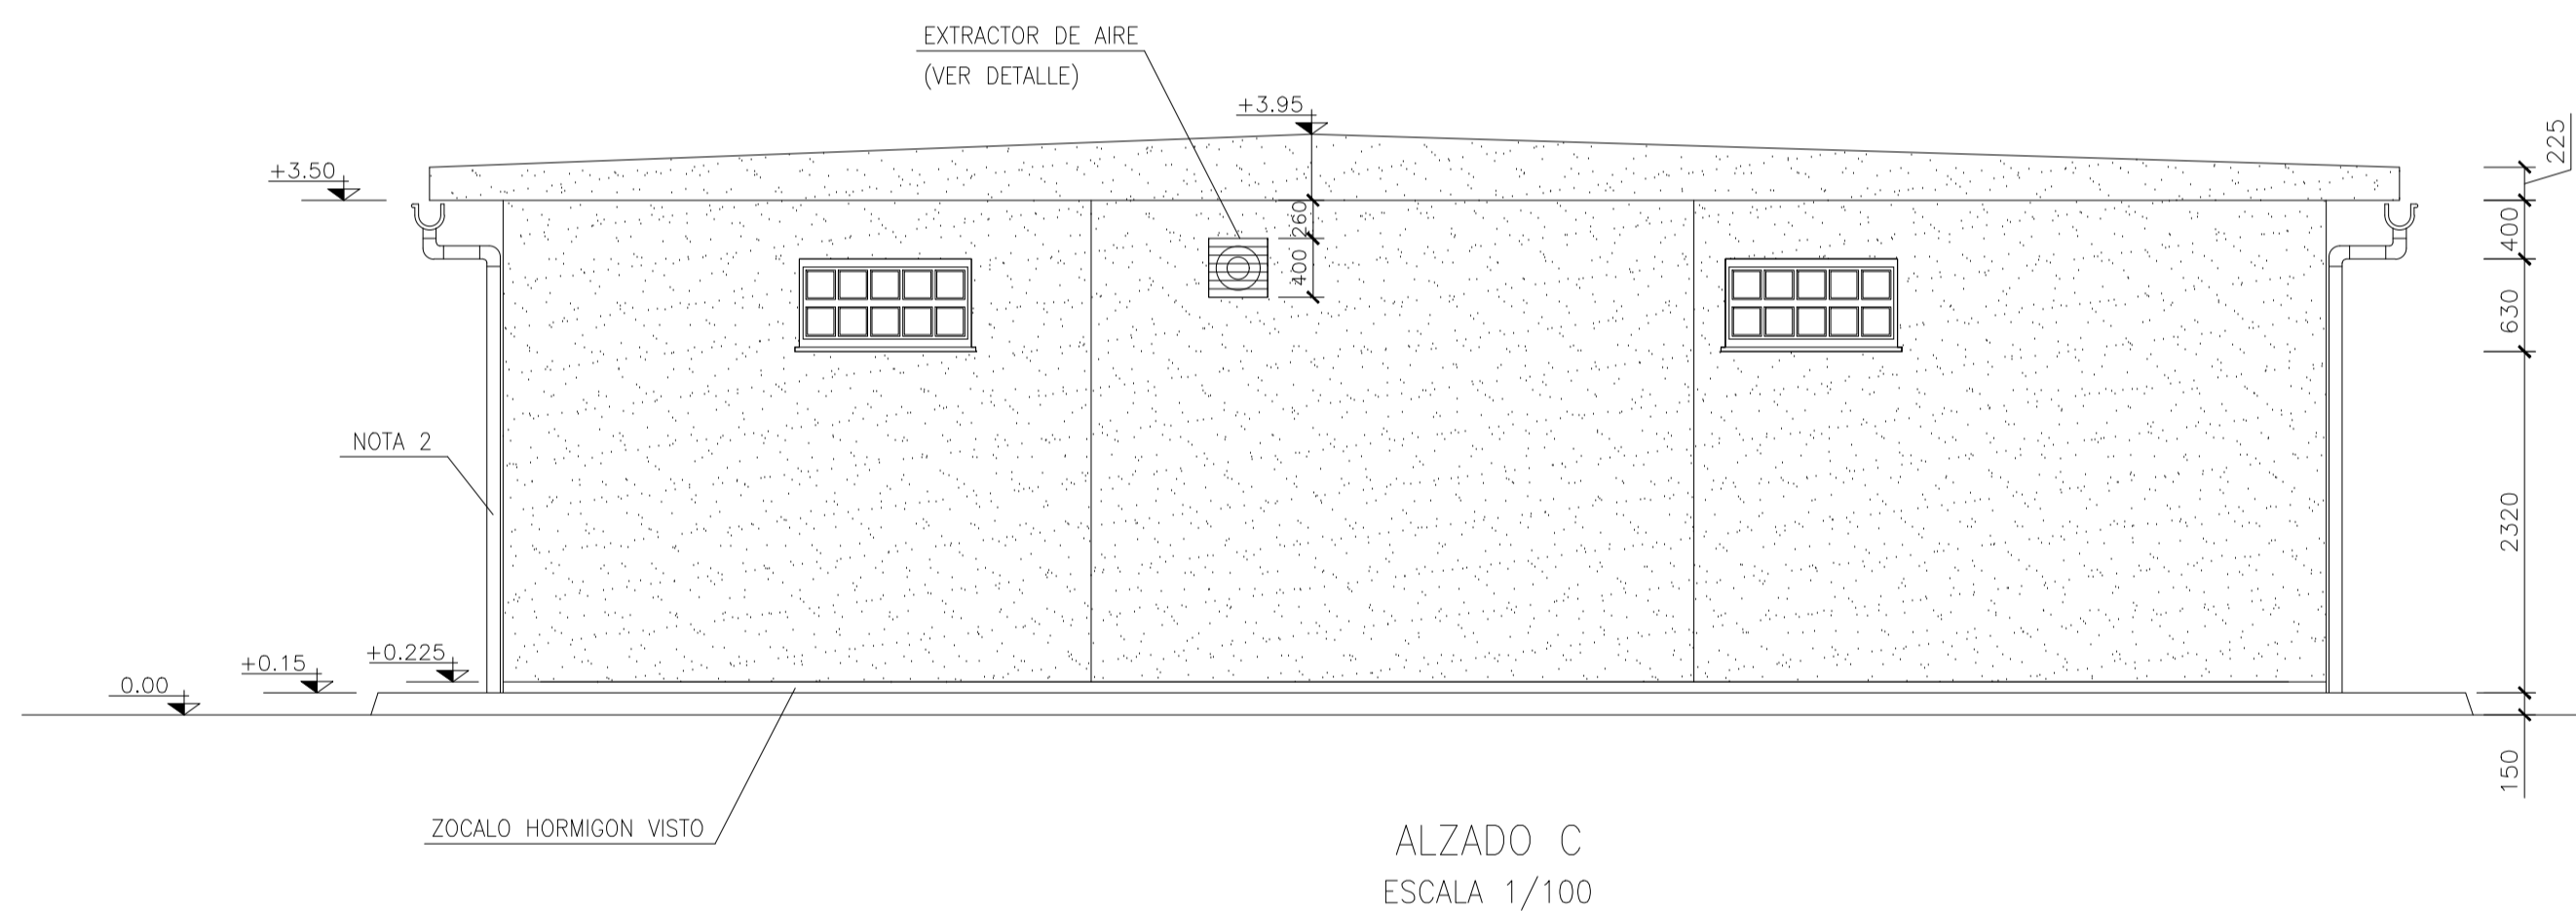 EXTRACTOR DE AIRE
(VER DETALLE)
+3.95
225
+3.50
260
400
400
630
NOTA 2
2320
+0.225
+0.15
0.00
150
ZOCALO HORMIGON VISTO
ALZADO C
ESCALA 1/100